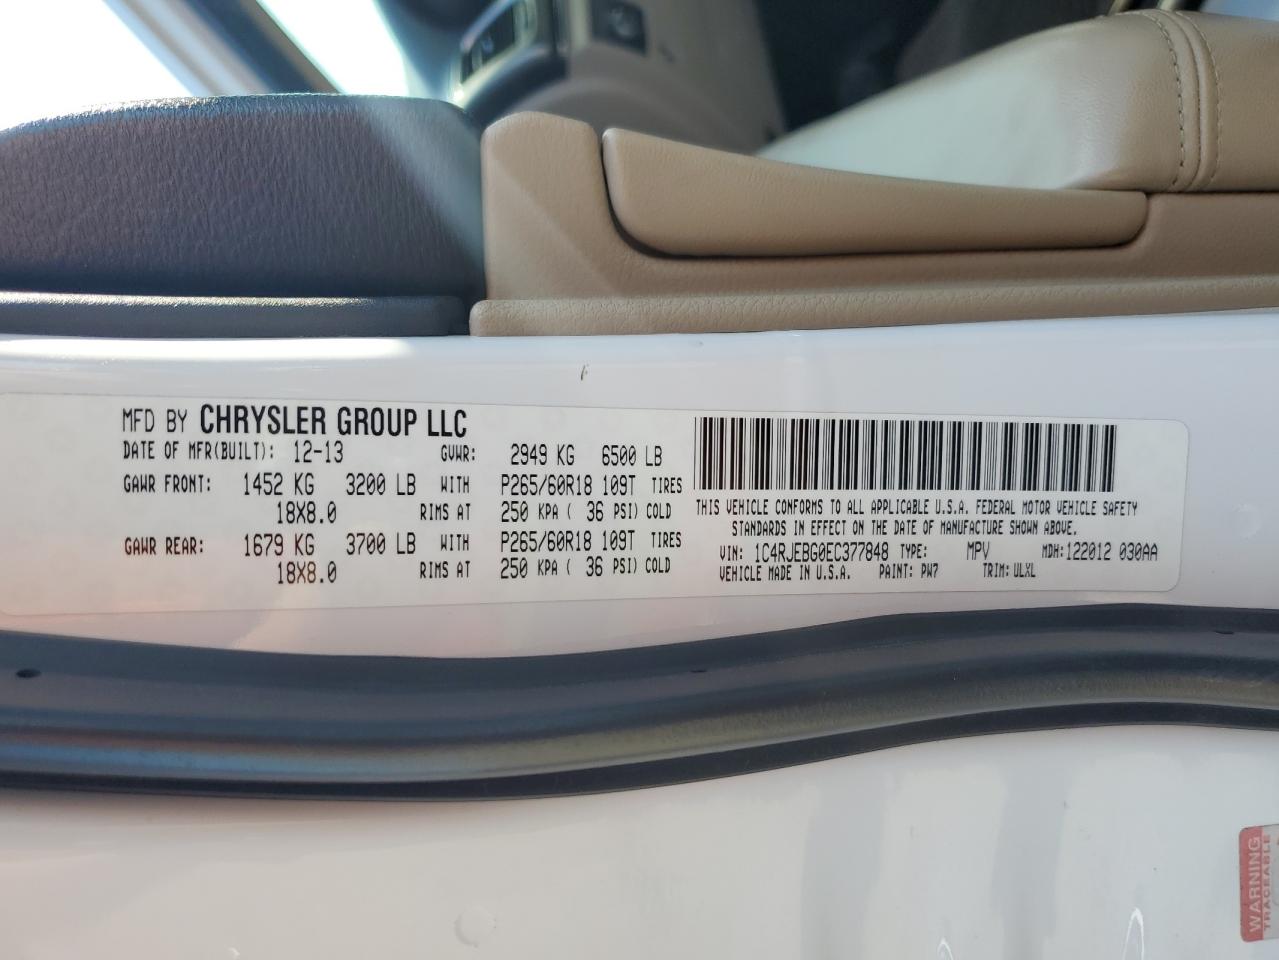 MFD BY CHRYSLER GROUP LLC
DATE OF MFR(BUILT): 12-13 GVWR: 2949 KG 6500 LB
GAWR FRONT: 1452 KG 3200 LB WITH P265/60R18 109T TIRES
18X8.0 RIMS AT 250 KPA ( 36 PSI) COLD
GAWR REAR: 1679 KG 3700 LB WITH P265/60R18 109T TIRES
18X8.0 RIMS AT 250 KPA ( 36 PSI) COLD
THIS VEHICLE CONFORMS TO ALL APPLICABLE U.S.A. FEDERAL MOTOR VEHICLE SAFETY
STANDARDS IN EFFECT ON THE DATE OF MANUFACTURE SHOWN ABOVE.
VIN: 1C4RJEBG0EC377848 TYPE: MPV MDH: 122012 030AA
VEHICLE MADE IN U.S.A. PAINT: PW7 TRIM: ULXL
WARNING
TRACEABLE